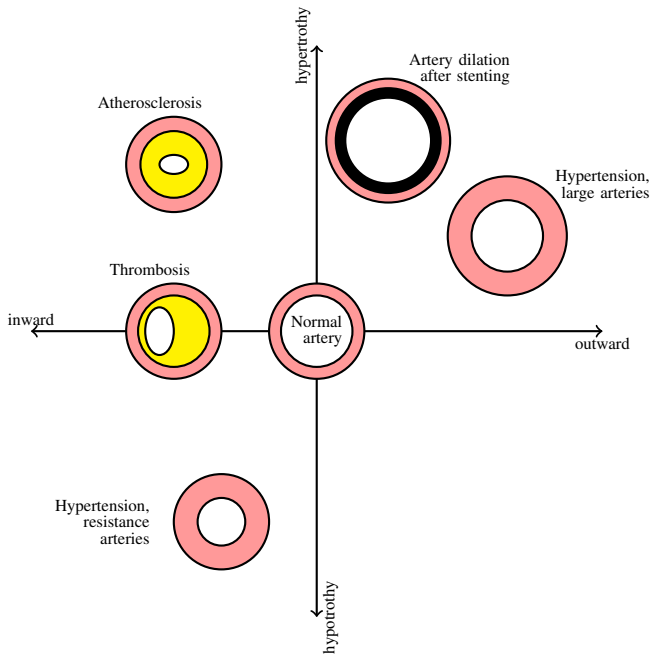 hypertrothy
Artery dilation
after stenting
Atherosclerosis
Hypertension,
large arteries
Thrombosis
inward
Normal
artery
outward
Hypertension,
resistance
arteries
hypotrothy